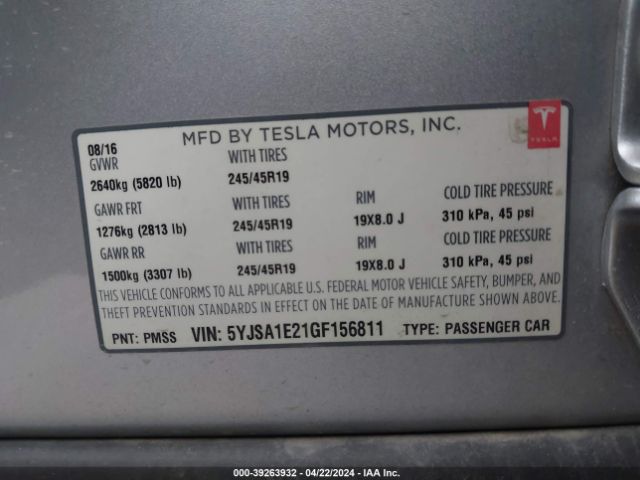 MFD BY TESLA MOTORS, INC.
TESLA
08/16
GVWR WITH TIRES
2640kg (5820 lb) 245/45R19
GAWR FRT WITH TIRES RIM COLD TIRE PRESSURE
1276kg (2813 lb) 245/45R19 19X8.0 J 310 kPa, 45 psi
GAWR RR WITH TIRES RIM COLD TIRE PRESSURE
1500kg (3307 lb) 245/45R19 19X8.0 J 310 kPa, 45 psi
THIS VEHICLE CONFORMS TO ALL APPLICABLE U.S. FEDERAL MOTOR VEHICLE SAFETY, BUMPER, AND
THEFT PREVENTION STANDARDS IN EFFECT ON THE DATE OF MANUFACTURE SHOWN ABOVE.
PNT: PMSS VIN: 5YJSA1E21GF156811 TYPE: PASSENGER CAR
000-39263932 - 04/22/2024 - IAA Inc.